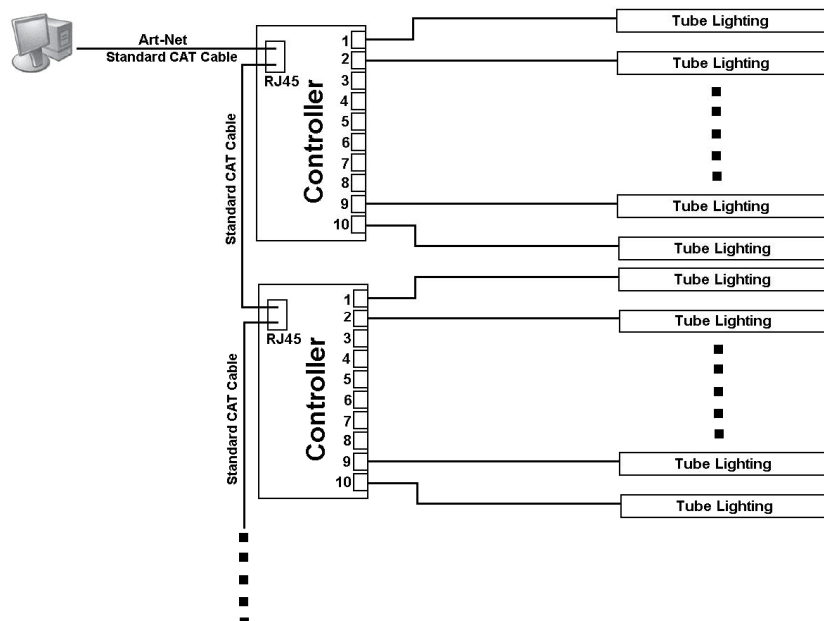 Art-Net
Standard CAT Cable
RJ45
Controller
1
2
3
4
5
6
7
8
9
10
Tube Lighting
Tube Lighting
Tube Lighting
Tube Lighting
Standard CAT Cable
RJ45
Controller
1
2
3
4
5
6
7
8
9
10
Tube Lighting
Tube Lighting
Tube Lighting
Tube Lighting
Standard CAT Cable